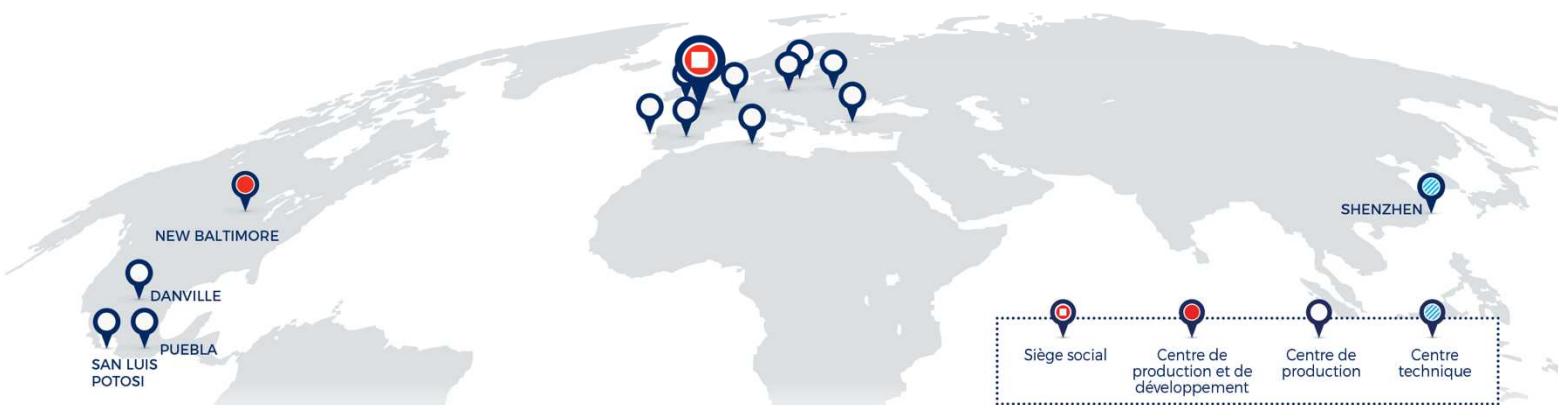 NEW BALTIMORE
DANVILLE
PUEBLA
SAN LUIS
POTOSI
SHENZHEN
Siège social
Centre de
production et de
développement
Centre de
production
Centre
technique